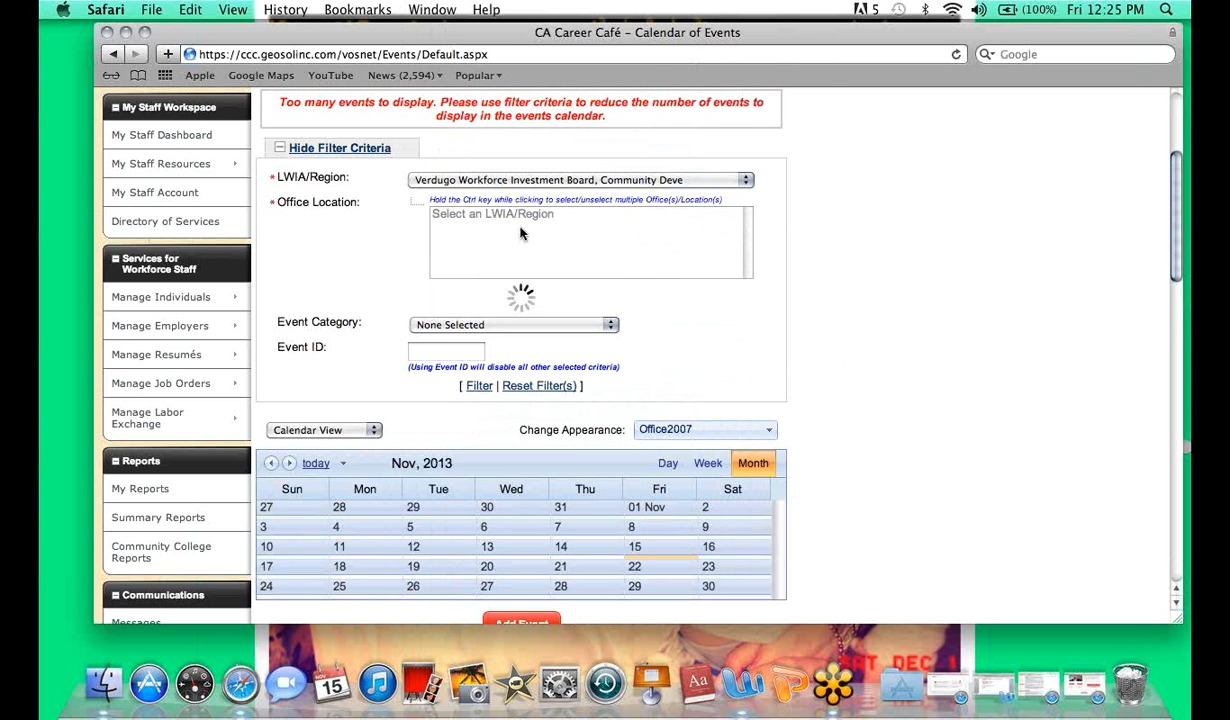 Safari File Edit View History Bookmarks Window Help 5 (100%) Fri 12:25 PM
CA Career Café – Calendar of Events
https://ccc.geosolinc.com/vosnet/Events/Default.aspx
Google
Apple Google Maps YouTube News (2,594) Popular
My Staff Workspace
My Staff Dashboard
My Staff Resources
My Staff Account
Directory of Services
Services for
Workforce Staff
Manage Individuals
Manage Employers
Manage Resumés
Manage Job Orders
Manage Labor
Exchange
Reports
My Reports
Summary Reports
Community College
Reports
Communications
Messages
Too many events to display. Please use filter criteria to reduce the number of events to
display in the events calendar.
Hide Filter Criteria
* LWIA/Region: Verdugo Workforce Investment Board, Community Deve
* Office Location: Hold the Ctrl key while clicking to select/unselect multiple Office(s)/Location(s)
Select an LWIA/Region
Event Category: None Selected
Event ID:
(Using Event ID will disable all other selected criteria)
[ Filter | Reset Filter(s) ]
Calendar View Change Appearance: Office2007
today Nov, 2013 Day Week Month
Sun Mon Tue Wed Thu Fri Sat
27 28 29 30 31 01 Nov 2
3 4 5 6 7 8 9
10 11 12 13 14 15 16
17 18 19 20 21 22 23
24 25 26 27 28 29 30
Add Event
SAT DEC 1
NOV
15
Aa